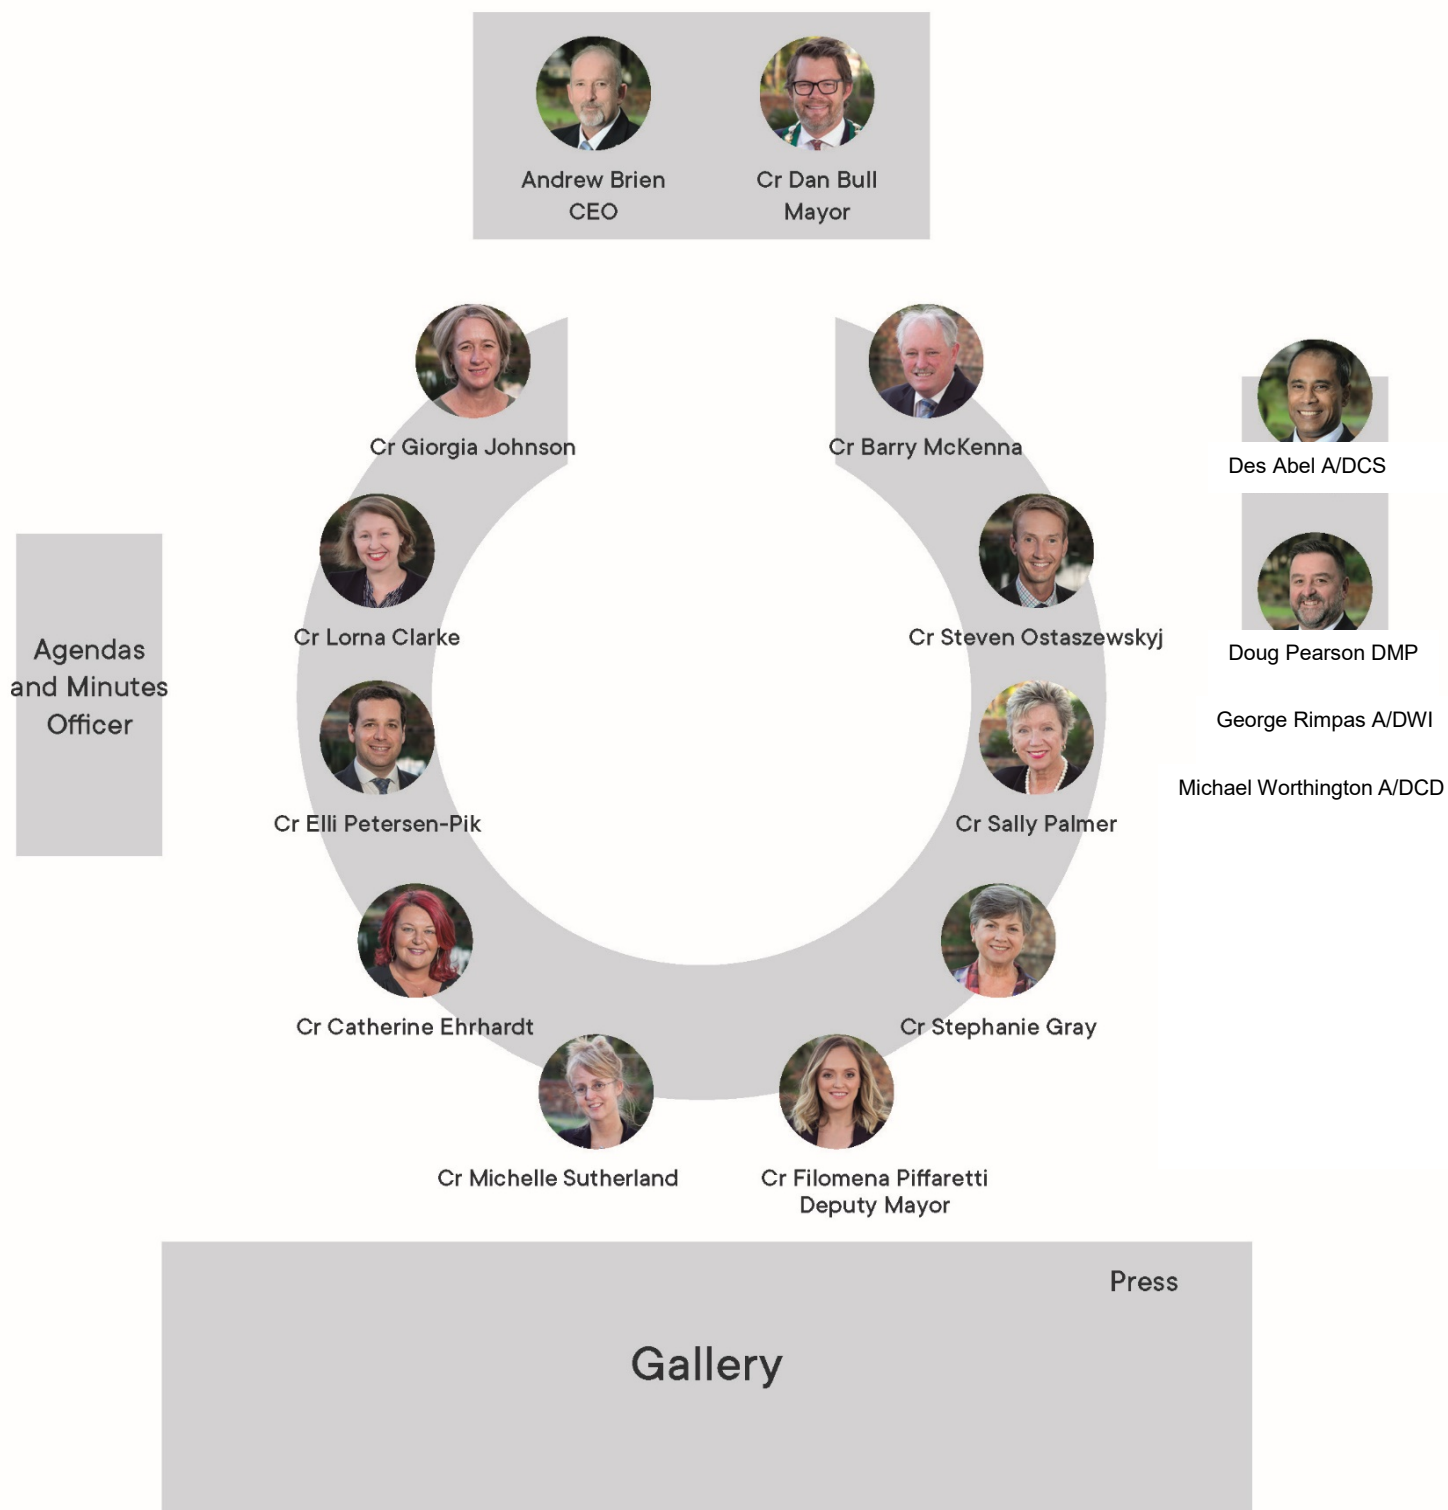 Andrew Brien
CEO
Cr Dan Bull
Mayor
Cr Giorgia Johnson
Cr Barry McKenna
Des Abel A/DCS
Cr Lorna Clarke
Cr Steven Ostaszewskyj
Agendas
and Minutes
Officer
Doug Pearson DMP
George Rimpas A/DWI
Michael Worthington A/DCD
Cr Elli Petersen-Pik
Cr Sally Palmer
Cr Catherine Ehrhardt
Cr Stephanie Gray
Cr Michelle Sutherland
Cr Filomena Piffaretti
Deputy Mayor
Press
Gallery